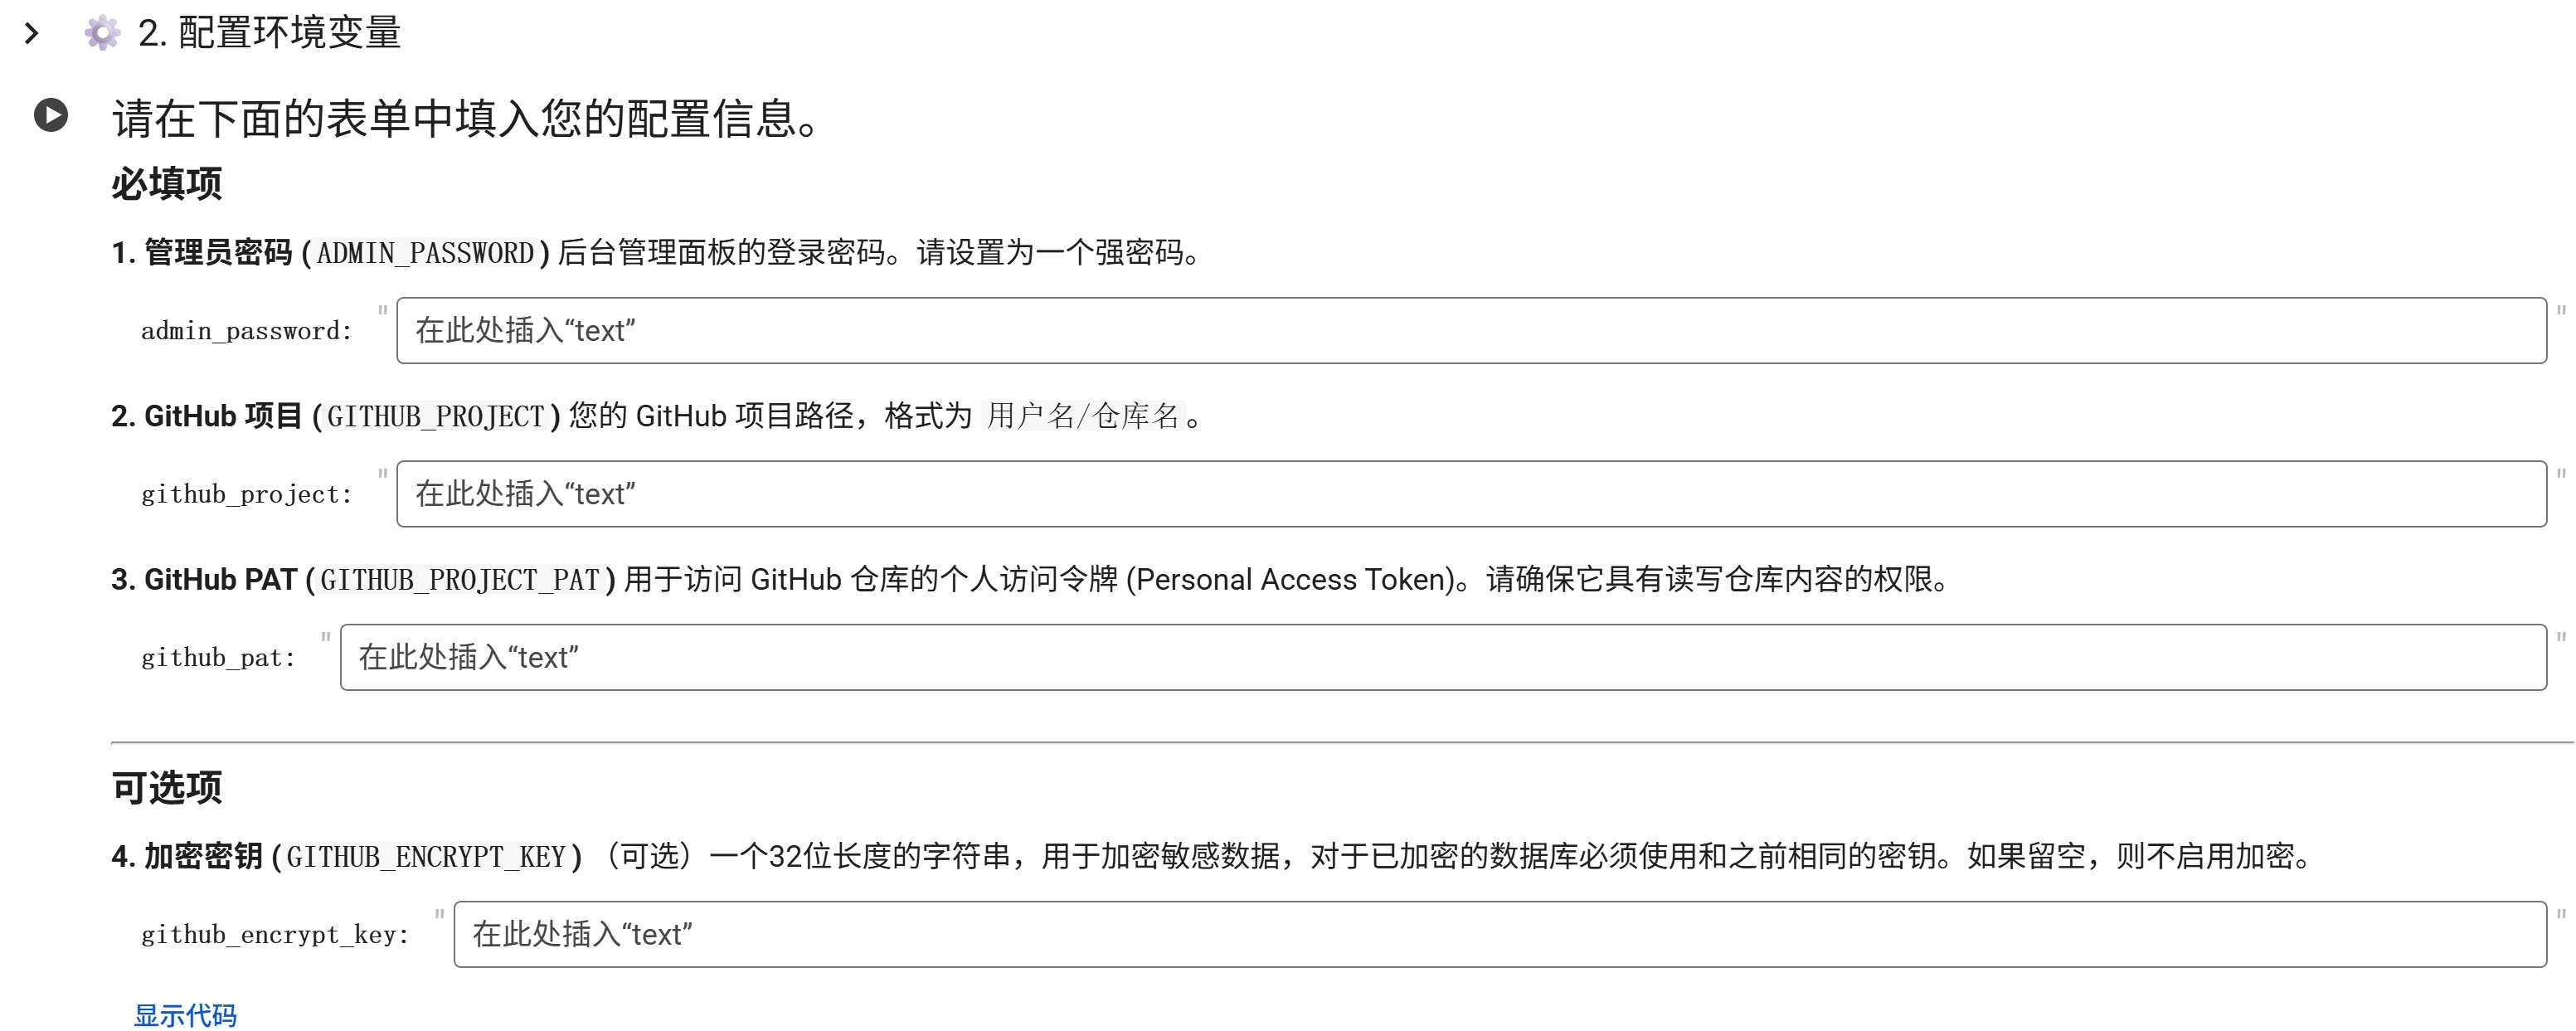 2. 配置环境变量
请在下面的表单中填入您的配置信息。
必填项
1. 管理员密码 (ADMIN_PASSWORD) 后台管理面板的登录密码。请设置为一个强密码。
admin_password: "在此处插入“text”"
2. GitHub 项目 (GITHUB_PROJECT) 您的 GitHub 项目路径，格式为 用户名/仓库名。
github_project: "在此处插入“text”"
3. GitHub PAT (GITHUB_PROJECT_PAT) 用于访问 GitHub 仓库的个人访问令牌 (Personal Access Token)。请确保它具有读写仓库内容的权限。
github_pat: "在此处插入“text”"
可选项
4. 加密密钥 (GITHUB_ENCRYPT_KEY) （可选）一个32位长度的字符串，用于加密敏感数据，对于已加密的数据库必须使用和之前相同的密钥。如果留空，则不启用加密。
github_encrypt_key: "在此处插入“text”"
显示代码